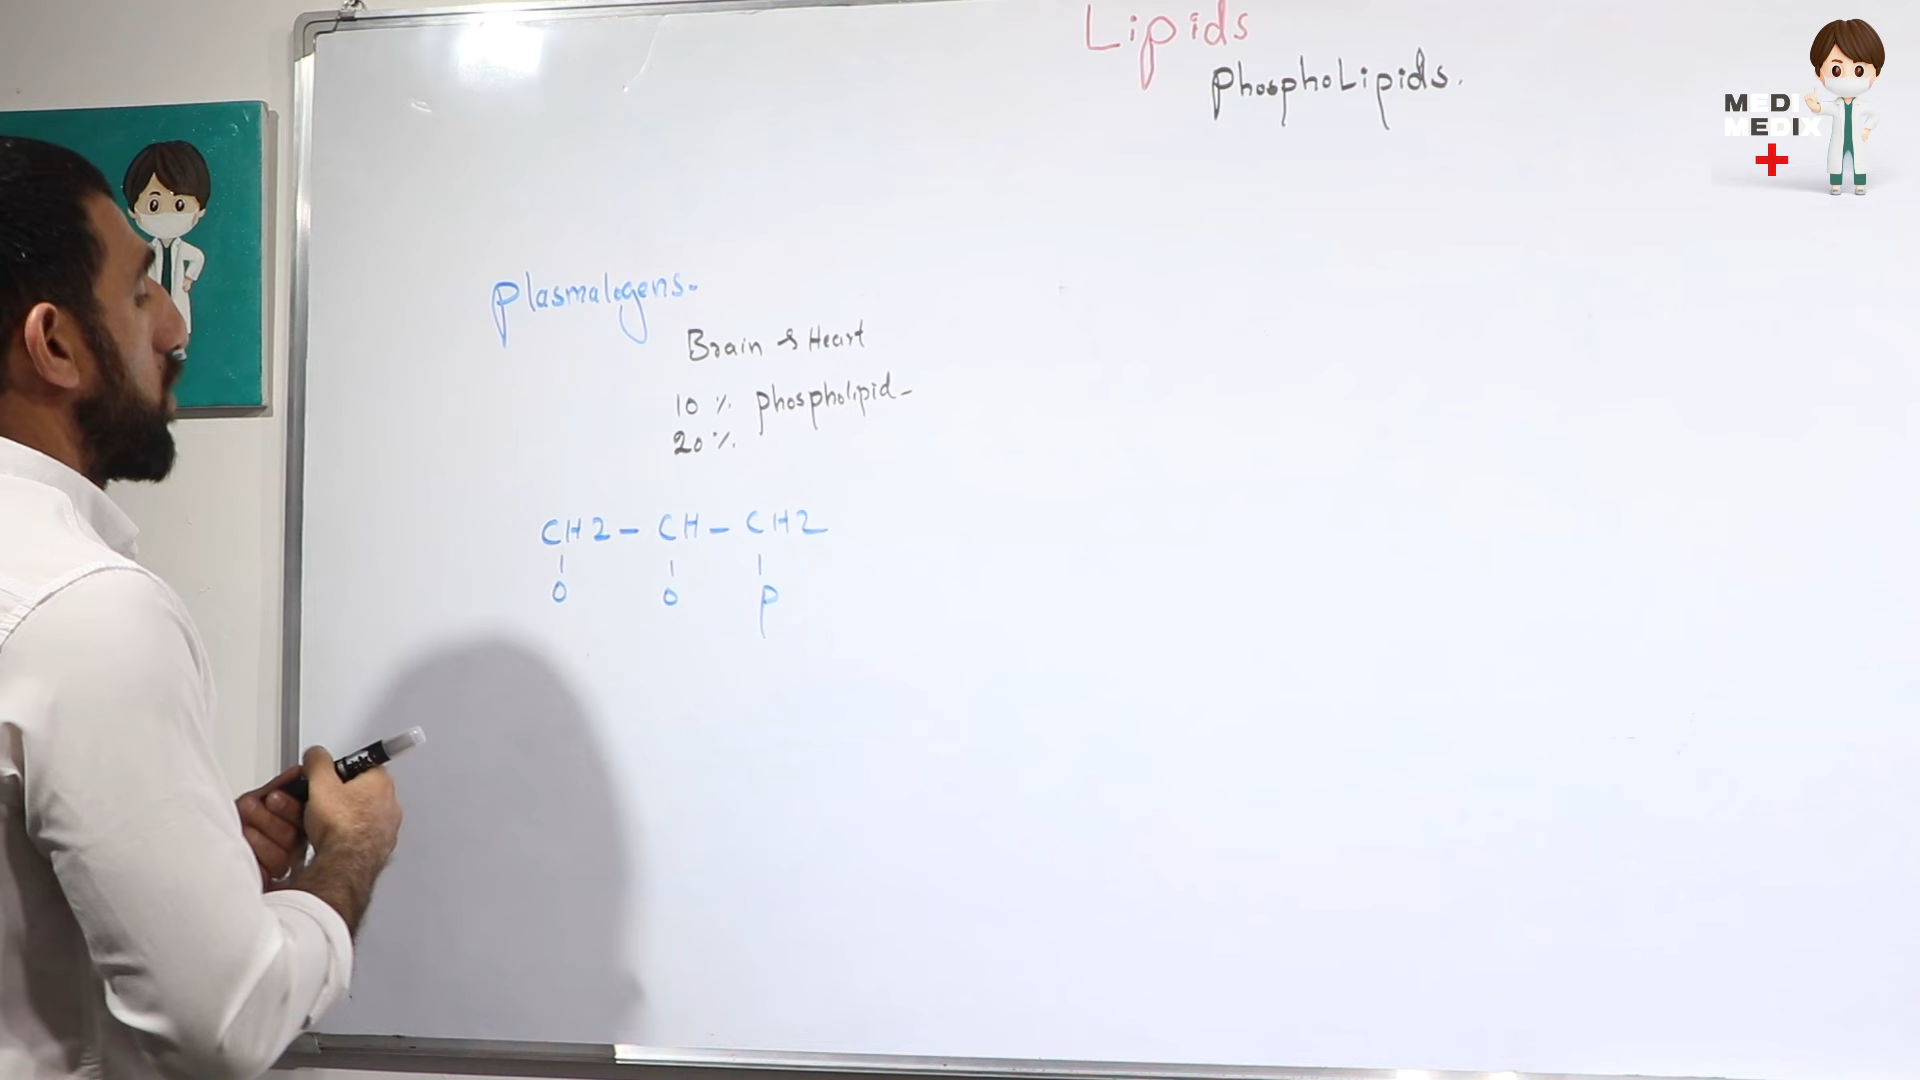 Lipids
phosphoLipids.
MEDI
MEDIX
plasmalogens.
Brain & Heart
10 % phospholipid-
20 %.
CH2 - CH - CH2
O O P